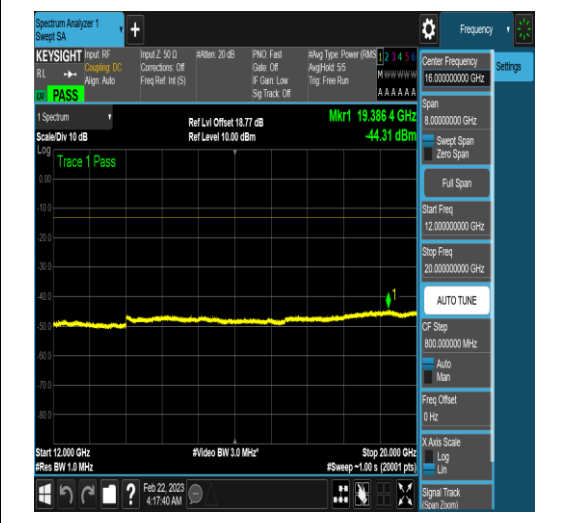 Spectrum Analyzer 1
Swept SA
+
Frequency
KEYSIGHT
RL
Input: RF
Coupling: DC
Align: Auto
Input Z: 50 Ω
Corrections: Off
Freq Ref: Int (S)
#Atten: 20 dB
PNO: Fast
Gate: Off
IF Gain: Low
Sig Track: Off
#Avg Type: Power (RMS
Avg|Hold: 5/5
Trig: Free Run
1 2 3 4 5 6
M W W W W W
A A A A A A
PASS
1 Spectrum
Scale/Div 10 dB
Ref Lvl Offset 18.77 dB
Ref Level 10.00 dBm
Mkr1 19.386 4 GHz
-44.31 dBm
Log
Trace 1 Pass
0.00
-10.0
-20.0
-30.0
-40.0
-50.0
-60.0
-70.0
-80.0
1
Start 12.000 GHz
#Res BW 1.0 MHz
#Video BW 3.0 MHz*
Stop 20.000 GHz
#Sweep ~1.00 s (20001 pts)
?
Feb 22, 2023
4:17:40 AM
Center Frequency
16.000000000 GHz
Settings
Span
8.00000000 GHz
Swept Span
Zero Span
Full Span
Start Freq
12.000000000 GHz
Stop Freq
20.000000000 GHz
AUTO TUNE
CF Step
800.000000 MHz
Auto
Man
Freq Offset
0 Hz
X Axis Scale
Log
Lin
Signal Track
(Span Zoom)